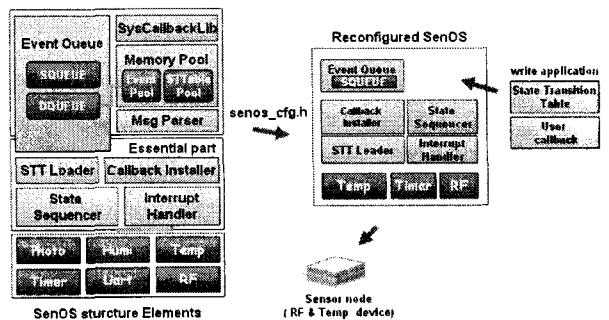 Event Queue
SQUEUE
DQUEUE
SysCallbackLib
Memory Pool
Event Pool
STTable Pool
Msg Parser
Essential part
STT Loader
Callback Installer
State Sequencer
Interrupt Handler
Photo
Humi
Temp
Timer
Uart
RF
SenOS sturcture Elements
senos_cfg.h
Reconfigured SenOS
Event Queue
SQUEUE
Callback Installer
State Sequencer
STT Loader
Interrupt Handler
Temp
Timer
RF
write application
State Transition
Table
User
callback
Sensor node
( RF & Temp device)